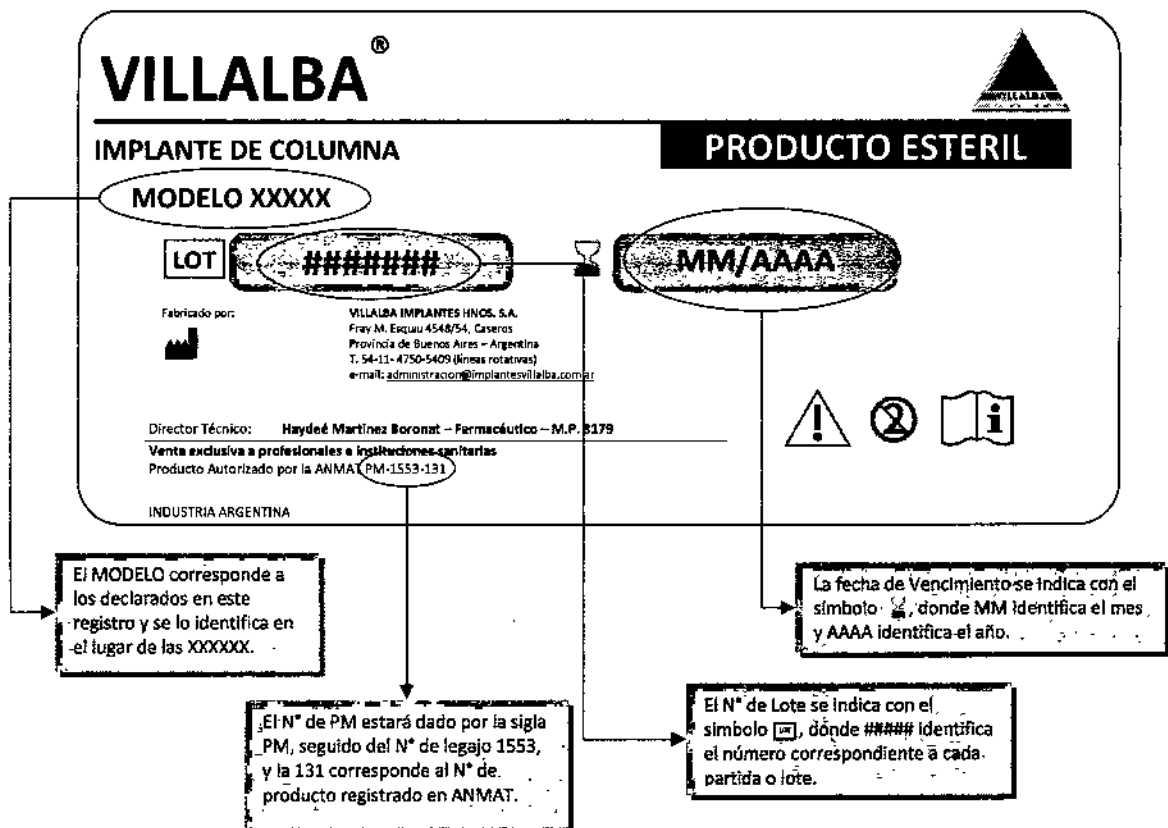 VILLALBA®
VILLALBA
IMPLANTE DE COLUMNA
PRODUCTO ESTERIL
MODELO XXXXX
LOT
#######
MM/AAAA
Fabricado por:
VILLALBA IMPLANTES HNOS. S.A.
Fray M. Esquiu 4548/54, Caseros
Provincia de Buenos Aires – Argentina
T. 54-11- 4750-5409 (líneas rotativas)
e-mail: administracion@implantesvillalba.com.ar
Director Técnico: Haydeé Martínez Boronat – Farmacéutico – M.P. 8179
Venta exclusiva a profesionales e instituciones sanitarias
Producto Autorizado por la ANMAT PM-1553-131
INDUSTRIA ARGENTINA
El MODELO corresponde a
los declarados en este
registro y se lo identifica en
el lugar de las XXXXXX.
La fecha de Vencimiento se indica con el
símbolo , donde MM identifica el mes
y AAAA identifica el año.
El N° de PM estará dado por la sigla
PM, seguido del N° de legajo 1553,
y la 131 corresponde al N° de
producto registrado en ANMAT.
El N° de Lote se indica con el
símbolo LOT, dónde ##### identifica
el número correspondiente a cada
partida o lote.